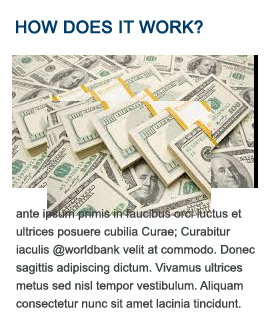 HOW DOES IT WORK?
ante ipsum primis in faucibus orci luctus et
ultrices posuere cubilia Curae; Curabitur
iaculis @worldbank velit at commodo. Donec
sagittis adipiscing dictum. Vivamus ultrices
metus sed nisl tempor vestibulum. Aliquam
consectetur nunc sit amet lacinia tincidunt.